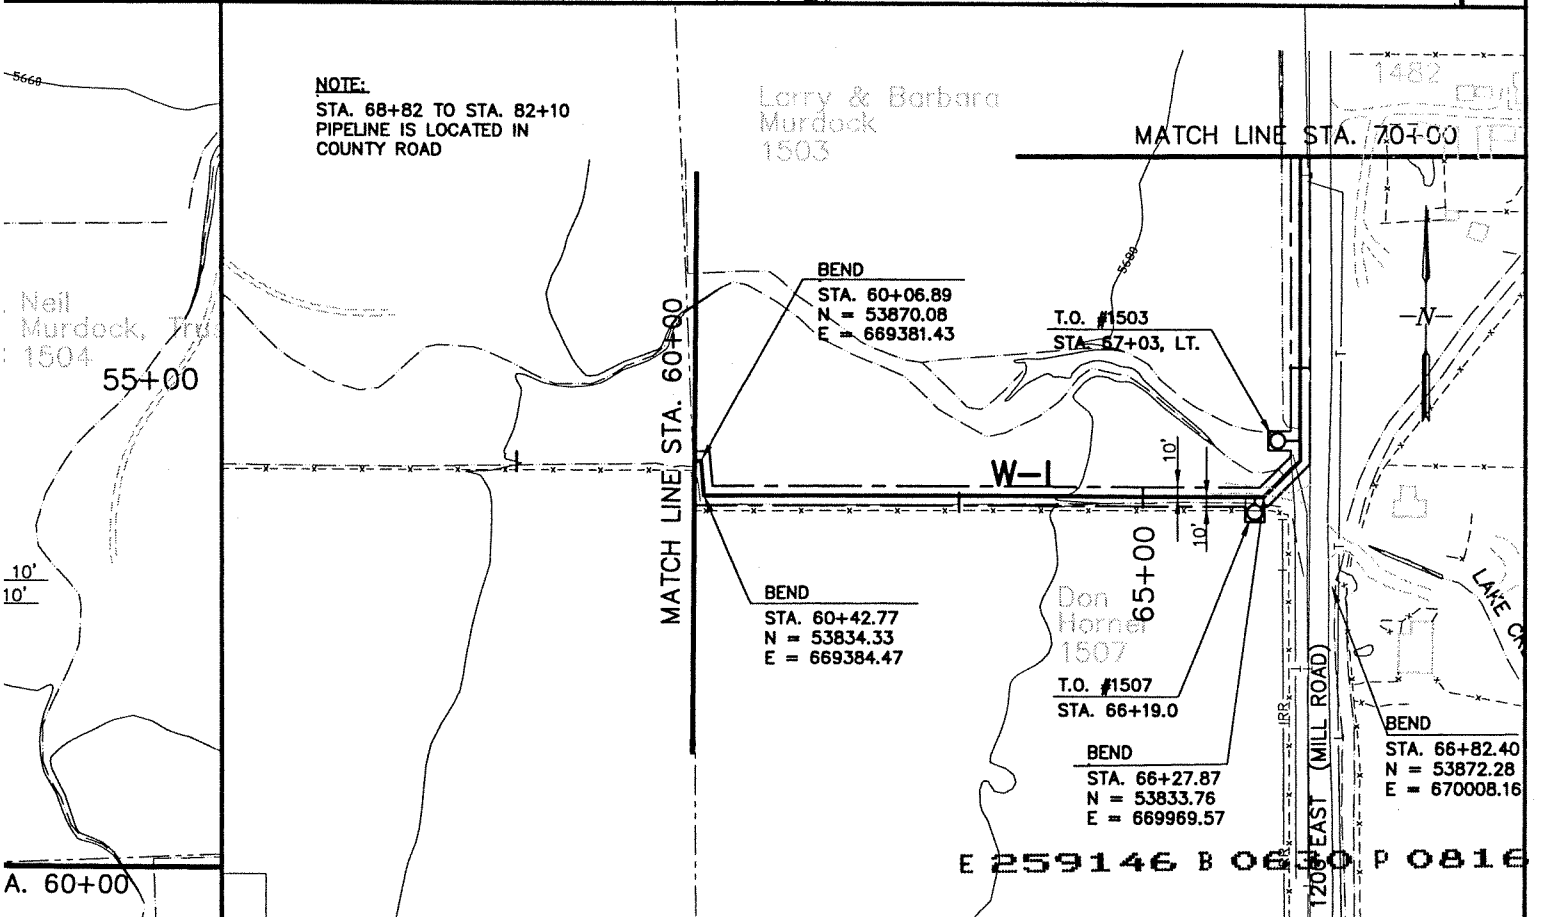 5660
NOTE:
STA. 68+82 TO STA. 82+10
PIPELINE IS LOCATED IN
COUNTY ROAD
Larry & Barbara
Murdock
1503
1482
MATCH LINE STA. 70+00
BEND
STA. 60+06.89
N = 53870.08
E = 669381.43
5680
T.O. #1503
STA. 67+03, LT.
N
Neil
Murdock,
1504
55+00
MATCH LINE STA. 60+00
W-1
10'
10'
65+00
10'
10'
BEND
STA. 60+42.77
N = 53834.33
E = 669384.47
Don
Horner
1507
T.O. #1507
STA. 66+19.0
BEND
STA. 66+27.87
N = 53833.76
E = 669969.57
IRR
1200 EAST (MILL ROAD)
LAKE
BEND
STA. 66+82.40
N = 53872.28
E = 670008.16
E 259146 B 0630 P 0816
A. 60+00